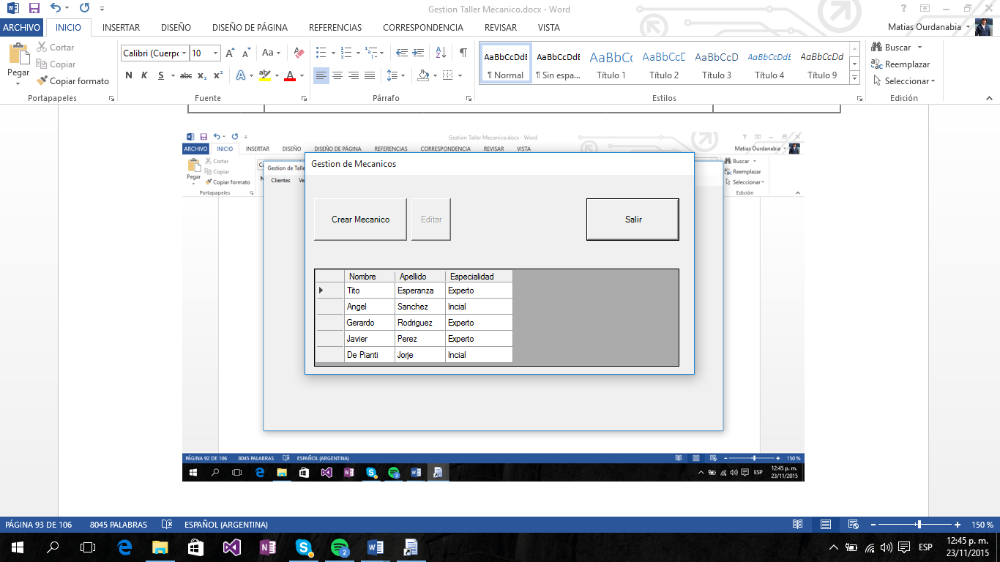 Gestion Taller Mecanico.docx - Word
ARCHIVO INICIO INSERTAR DISEÑO DISEÑO DE PÁGINA REFERENCIAS CORRESPONDENCIA REVISAR VISTA Matias Ourdanabia
Pegar
Cortar
Copiar
Copiar formato
Portapapeles
Calibri (Cuerpo 10
N K S abc x₂ x²
Fuente
Párrafo
AaBbCcDdE AaBbCcDdE AaBbCc AaBbCcD AaBbCcD AaBbCcDdE AaBbCcDd
¶ Normal ¶ Sin espa... Título 1 Título 2 Título 3 Título 4 Título 9
Estilos
Buscar
Reemplazar
Seleccionar
Edición
Gestion Taller Mecanico.docx - Word
ARCHIVO INICIO INSERTAR DISEÑO DISEÑO DE PÁGINA REFERENCIAS CORRESPONDENCIA REVISAR VISTA Matias Ourdanabia
Pegar
Cortar
Copiar
Copiar formato
Portapapeles
Buscar
Reemplazar
Seleccionar
Edición
Gestion de Talle
Clientes Ve
Gestion de Mecanicos
Crear Mecanico Editar Salir
Nombre Apellido Especialidad
Tito Esperanza Experto
Angel Sanchez Incial
Gerardo Rodriguez Experto
Javier Perez Experto
De Pianti Jorje Incial
PÁGINA 92 DE 106 8045 PALABRAS ESPAÑOL (ARGENTINA) 150 %
ESP 12:45 p. m.
23/11/2015
PÁGINA 93 DE 106 8045 PALABRAS ESPAÑOL (ARGENTINA) 150 %
2 ESP 12:45 p. m.
23/11/2015